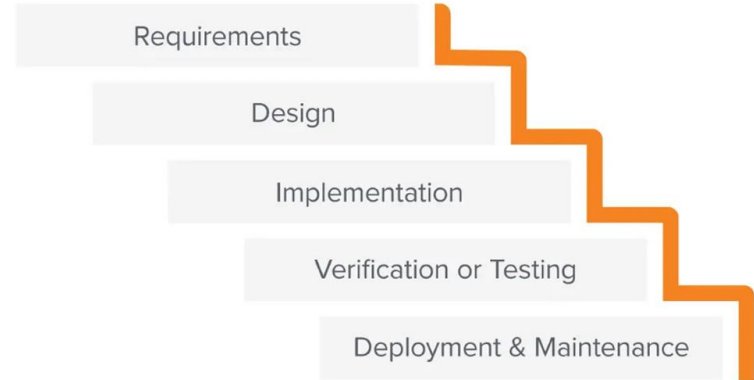 Requirements
Design
Implementation
Verification or Testing
Deployment & Maintenance